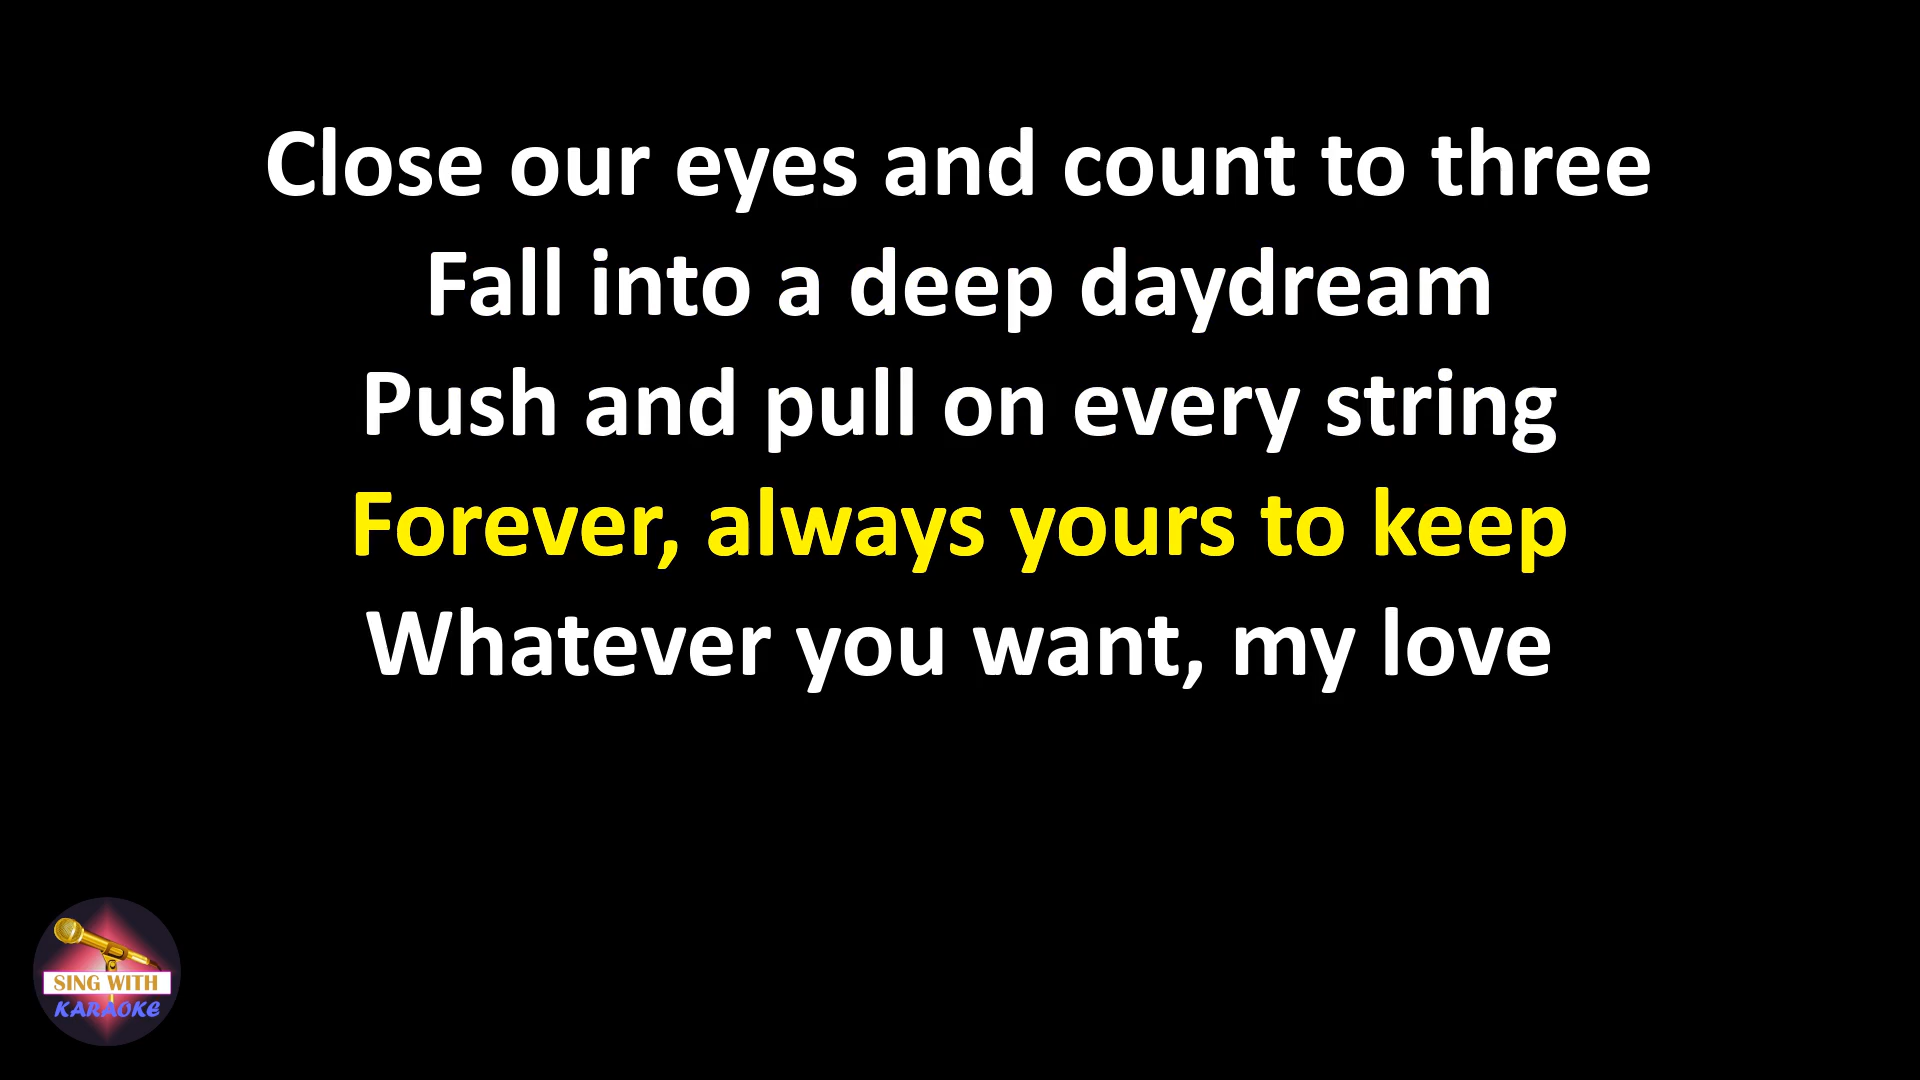 Close our eyes and count to three
Fall into a deep daydream
Push and pull on every string
Forever, always yours to keep
Whatever you want, my love
SING WITH
KARAOKE